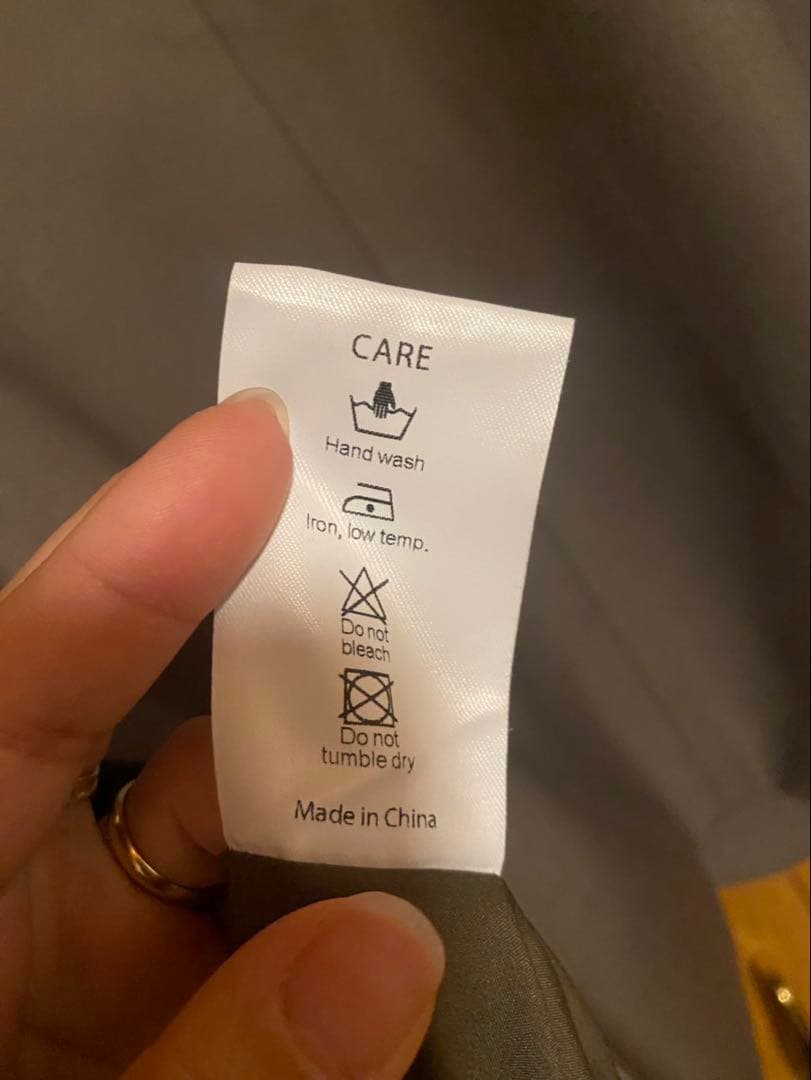 CARE
Hand wash
Iron, low temp.
Do not
bleach
Do not
tumble dry
Made in China